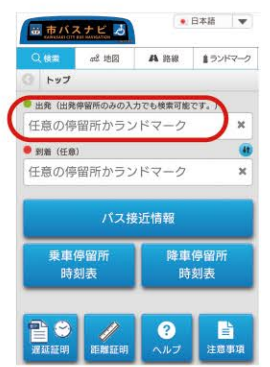 市バスナビ
KAWASAKI CITY BUS NAVIGATION
日本語
検索
地図
路線
ランドマーク
トップ
出発（出発停留所のみの入力でも検索可能です。）
任意の停留所かランドマーク
到着（任意）
任意の停留所かランドマーク
バス接近情報
乗車停留所
時刻表
降車停留所
時刻表
遅延証明
距離証明
ヘルプ
注意事項